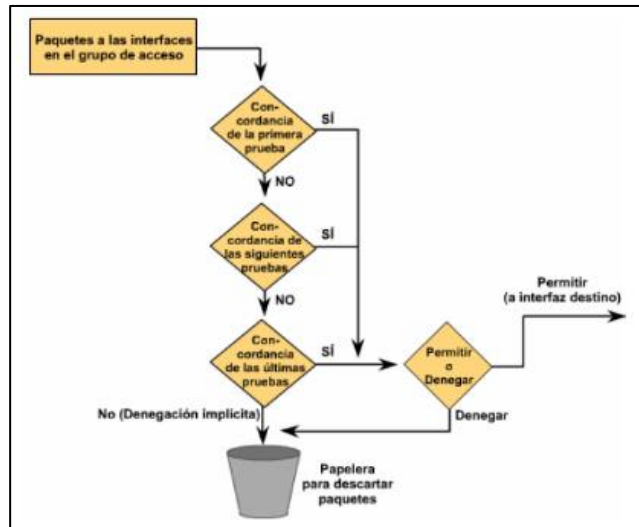 Paquetes a las interfaces
en el grupo de acceso
Con-
cordancia
de la primera
prueba
SÍ
NO
Con-
cordancia de
las siguientes
pruebas
SÍ
NO
Con-
cordancia
de las últimas
pruebas
SÍ
Permitir
o
Denegar
Permitir
(a interfaz destino)
No (Denegación implicita)
Denegar
Papelera
para descartar
paquetes